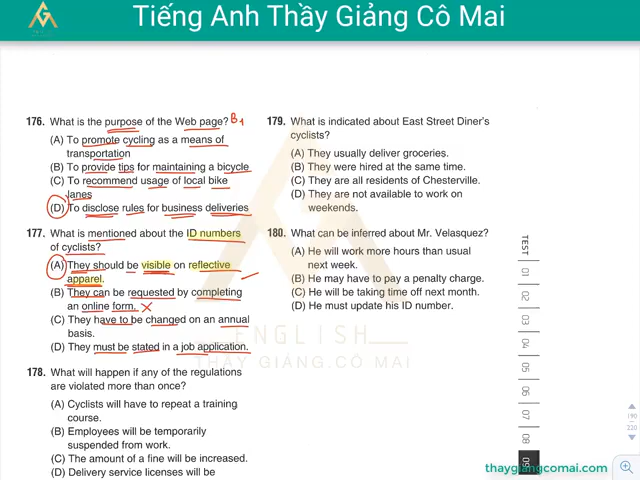 Tiếng Anh Thầy Giảng Cô Mai
176. What is the purpose of the Web page? B1
(A) To promote cycling as a means of
transportation
(B) To provide tips for maintaining a bicycle
(C) To recommend usage of local bike
lanes
(D) To disclose rules for business deliveries
177. What is mentioned about the ID numbers
of cyclists?
(A) They should be visible on reflective
apparel.
(B) They can be requested by completing
an online form.
(C) They have to be changed on an annual
basis.
(D) They must be stated in a job application.
178. What will happen if any of the regulations
are violated more than once?
(A) Cyclists will have to repeat a training
course.
(B) Employees will be temporarily
suspended from work.
(C) The amount of a fine will be increased.
(D) Delivery service licenses will be
179. What is indicated about East Street Diner's
cyclists?
(A) They usually deliver groceries.
(B) They were hired at the same time.
(C) They are all residents of Chesterville.
(D) They are not available to work on
weekends.
180. What can be inferred about Mr. Velasquez?
(A) He will work more hours than usual
next week.
(B) He may have to pay a penalty charge.
(C) He will be taking time off next month.
(D) He must update his ID number.
ENGLISH
THẦY GIẢNG.CÔ MAI
TEST
01
02
03
04
05
06
07
08
09
190
220
thaygiangcomai.com